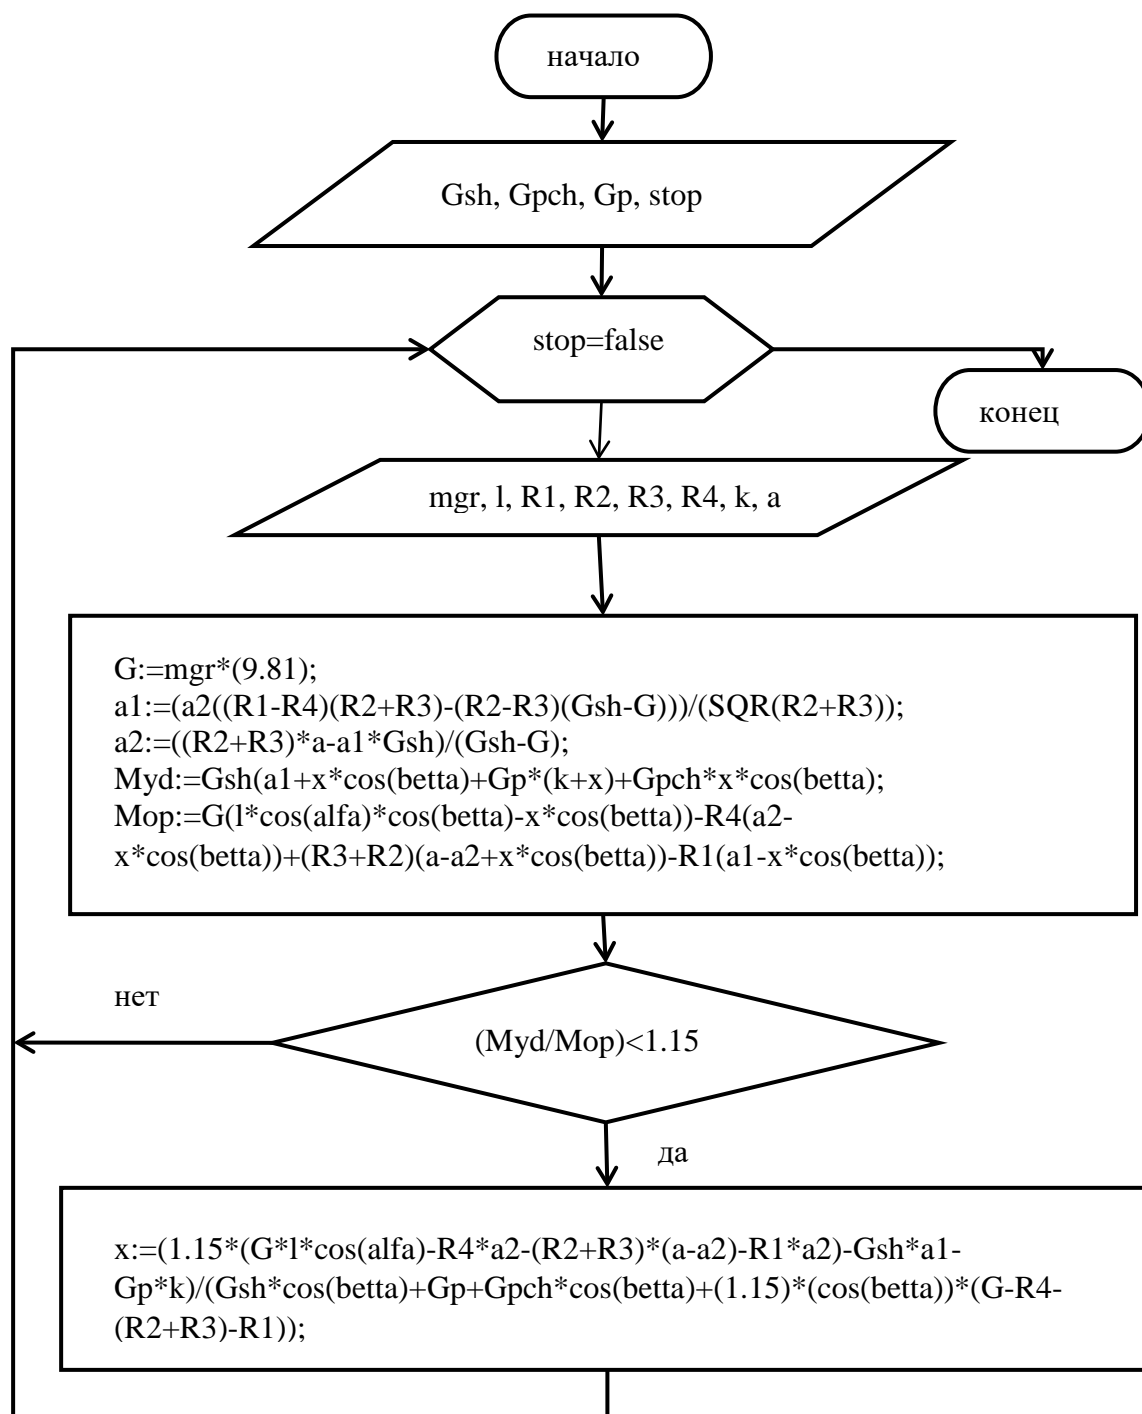 начало
Gsh, Gpch, Gp, stop
stop=false
конец
mgr, l, R1, R2, R3, R4, k, a
G:=mgr*(9.81);
a1:=(a2((R1-R4)(R2+R3)-(R2-R3)(Gsh-G)))/(SQR(R2+R3));
a2:=((R2+R3)*a-a1*Gsh)/(Gsh-G);
Myd:=Gsh(a1+x*cos(betta)+Gp*(k+x)+Gpch*x*cos(betta);
Mop:=G(l*cos(alfa)*cos(betta)-x*cos(betta))-R4(a2-
x*cos(betta))+(R3+R2)(a-a2+x*cos(betta))-R1(a1-x*cos(betta));
нет
(Myd/Mop)<1.15
да
x:=(1.15*(G*l*cos(alfa)-R4*a2-(R2+R3)*(a-a2)-R1*a2)-Gsh*a1-
Gp*k)/(Gsh*cos(betta)+Gp+Gpch*cos(betta)+(1.15)*(cos(betta))*(G-R4-
(R2+R3)-R1));